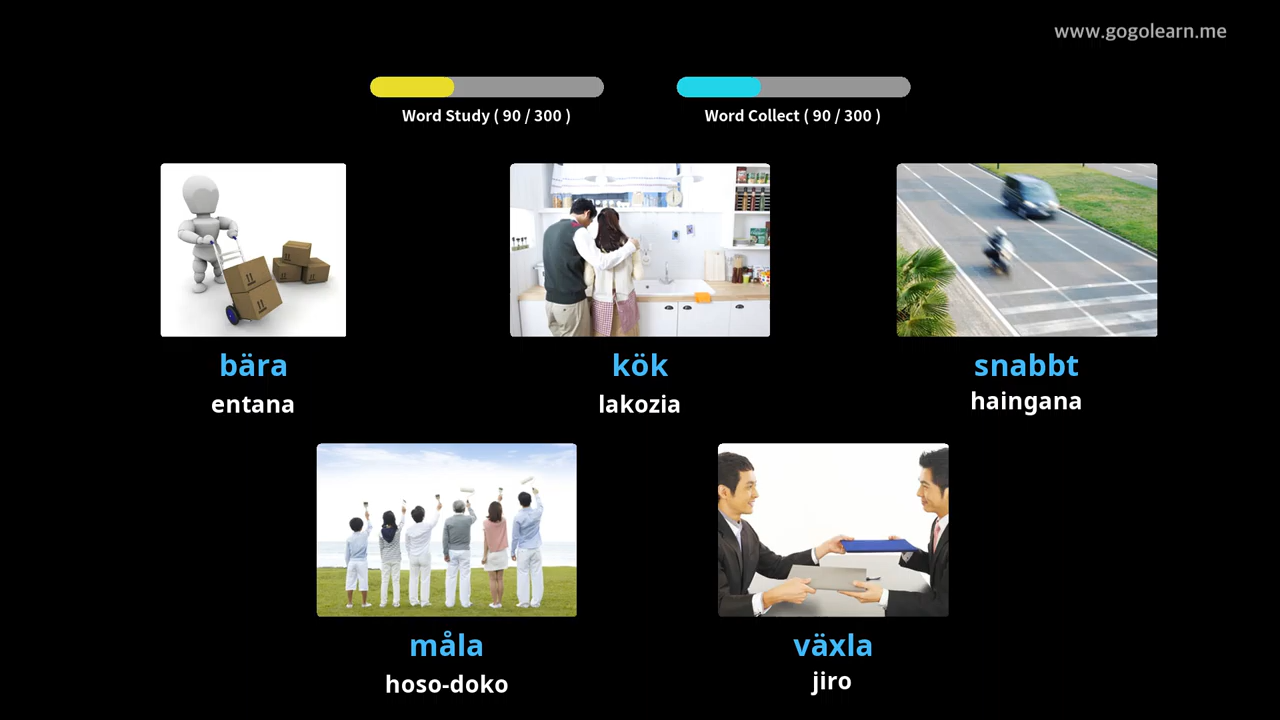 www.gogolearn.me
Word Study ( 90 / 300 )
Word Collect ( 90 / 300 )
bära
entana
kök
lakozia
snabbt
haingana
måla
hoso-doko
växla
jiro